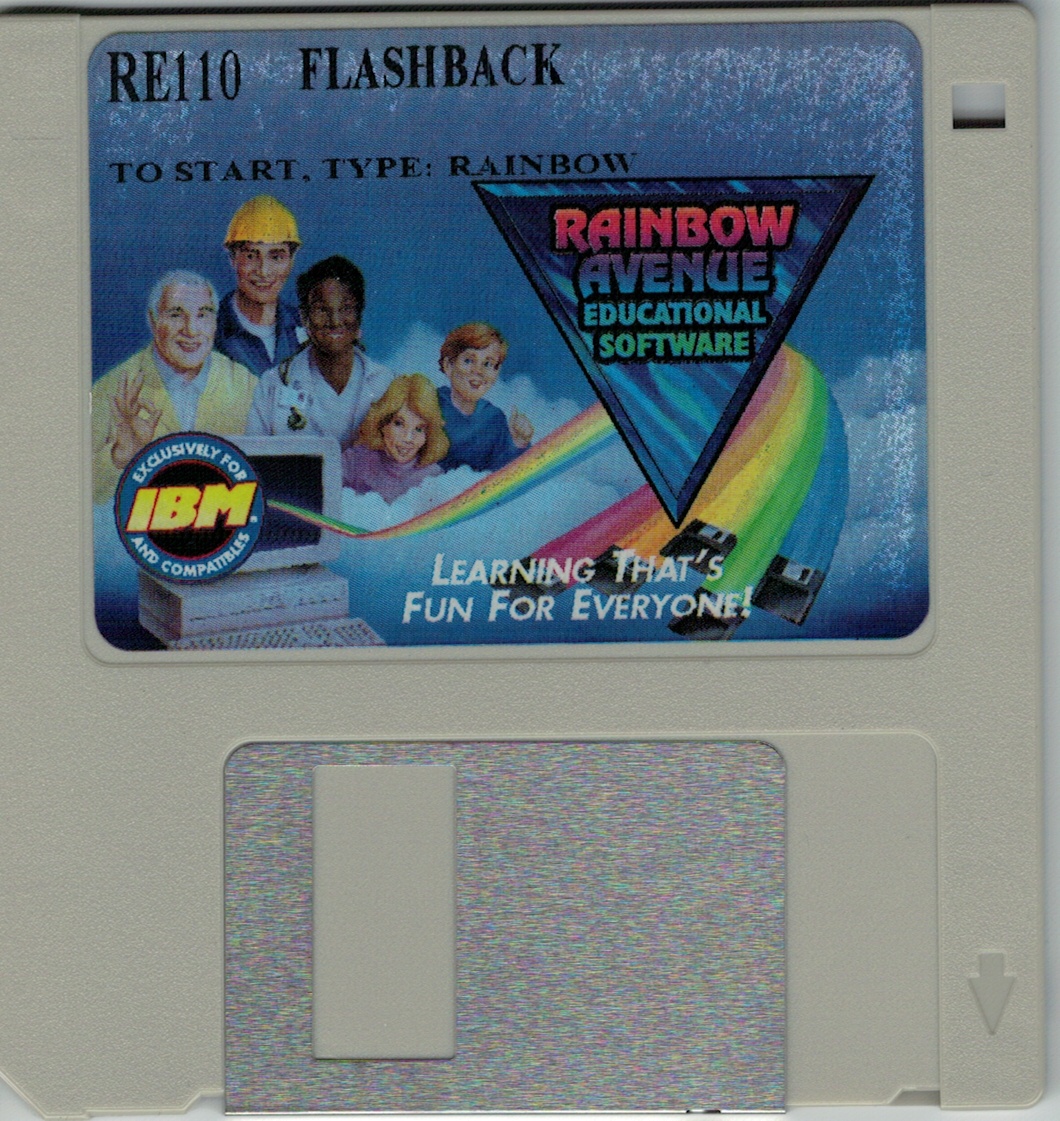 RE110 FLASHBACK
TO START, TYPE: RAINBOW
RAINBOW
AVENUE
EDUCATIONAL
SOFTWARE
EXCLUSIVELY FOR
IBM®
AND COMPATIBLES
LEARNING THAT'S
FUN FOR EVERYONE!